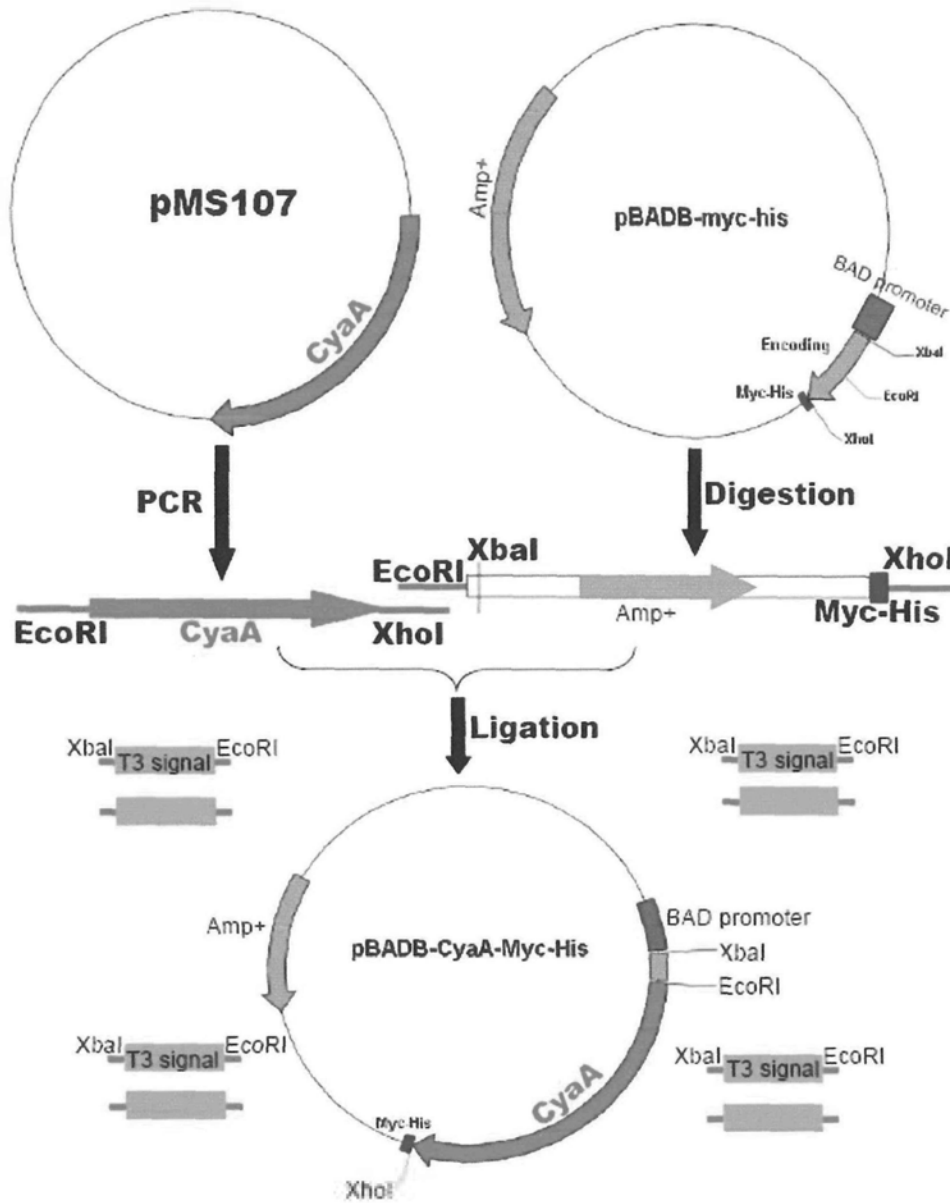 pMS107
CyaA
Amp+
pBADB-myc-his
BAD promoter
Encoding
XbaI
EcoRI
Myc-His
XhoI
PCR
Digestion
EcoRI
CyaA
XhoI
EcoRI
XbaI
Amp+
XhoI
Myc-His
Ligation
XbaI
T3 signal
EcoRI
XbaI
T3 signal
EcoRI
Amp+
pBADB-CyaA-Myc-His
BAD promoter
XbaI
EcoRI
CyaA
Myc-His
XhoI
XbaI
T3 signal
EcoRI
XbaI
T3 signal
EcoRI